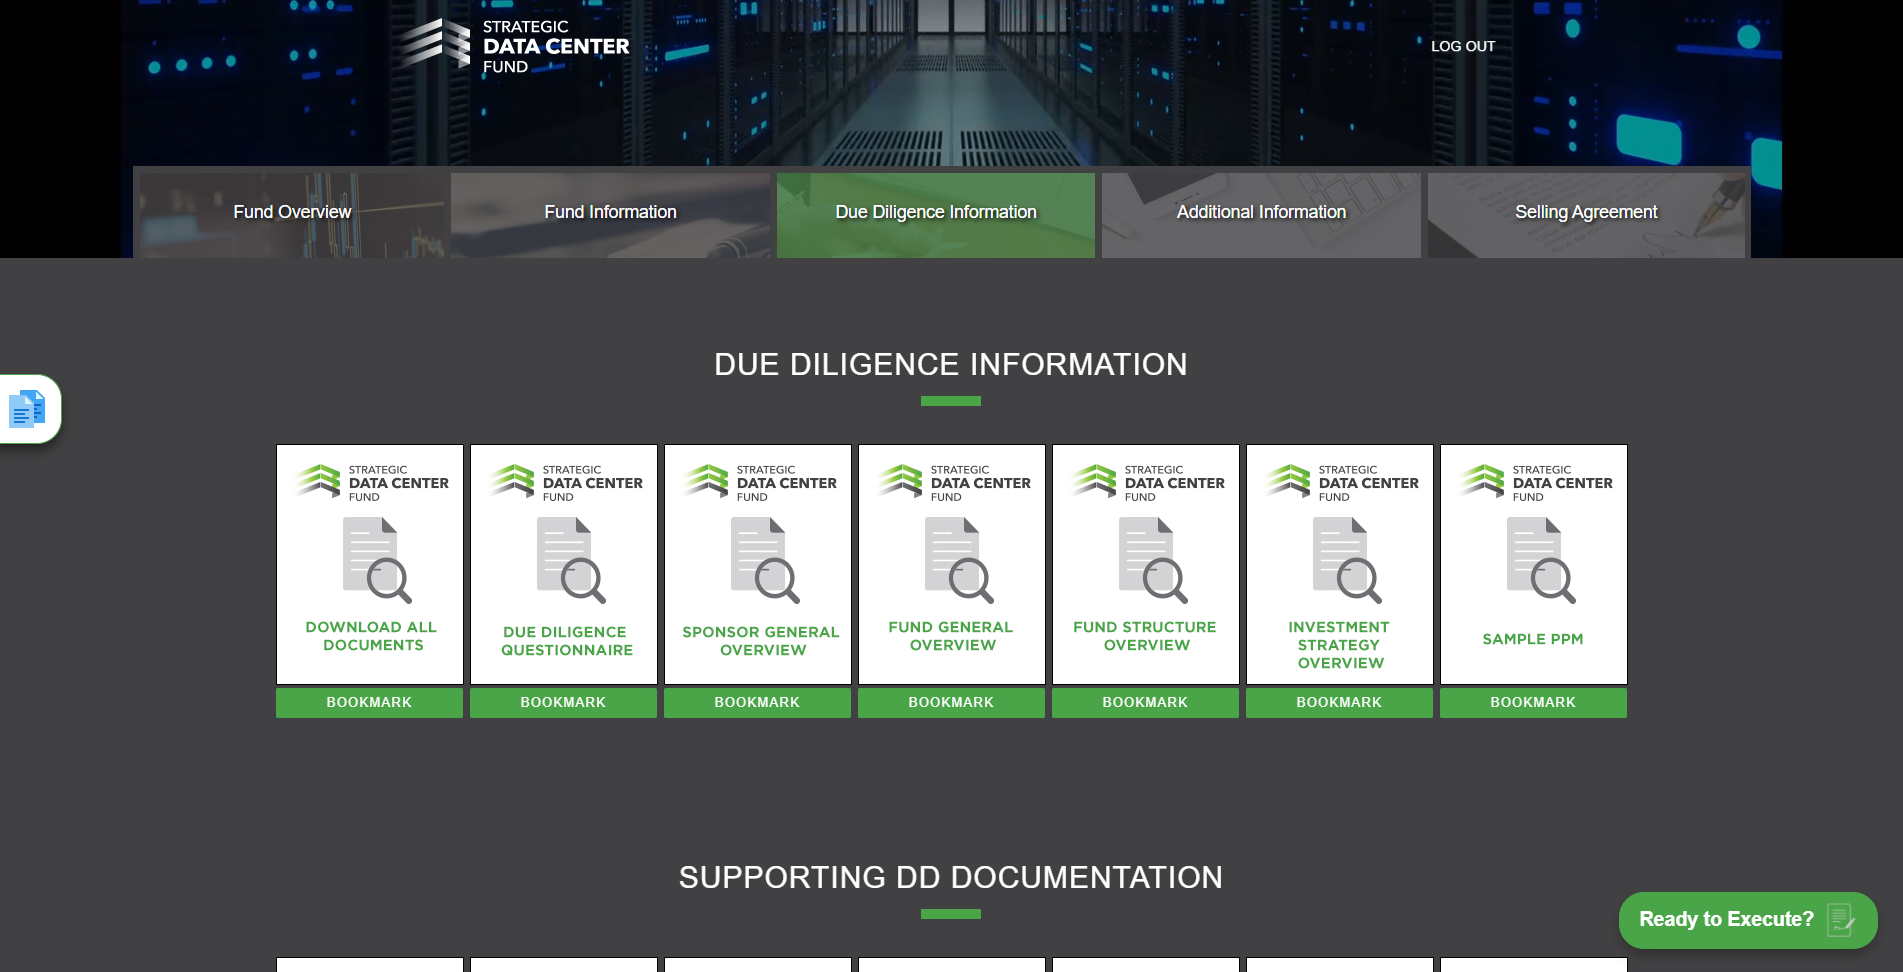 STRATEGIC
DATA CENTER
FUND
LOG OUT
Fund Overview
Fund Information
Due Diligence Information
Additional Information
Selling Agreement
DUE DILIGENCE INFORMATION
STRATEGIC
DATA CENTER
FUND
DOWNLOAD ALL
DOCUMENTS
BOOKMARK
STRATEGIC
DATA CENTER
FUND
DUE DILIGENCE
QUESTIONNAIRE
BOOKMARK
STRATEGIC
DATA CENTER
FUND
SPONSOR GENERAL
OVERVIEW
BOOKMARK
STRATEGIC
DATA CENTER
FUND
FUND GENERAL
OVERVIEW
BOOKMARK
STRATEGIC
DATA CENTER
FUND
FUND STRUCTURE
OVERVIEW
BOOKMARK
STRATEGIC
DATA CENTER
FUND
INVESTMENT
STRATEGY
OVERVIEW
BOOKMARK
STRATEGIC
DATA CENTER
FUND
SAMPLE PPM
BOOKMARK
SUPPORTING DD DOCUMENTATION
Ready to Execute?